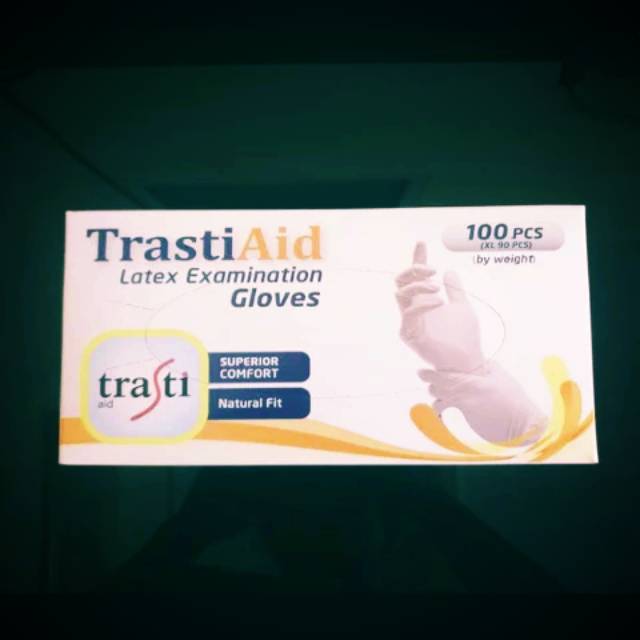 TrastiAid
Latex Examination
Gloves
100 PCS
(XL 90 PCS)
(by weight)
trasti
aid
SUPERIOR
COMFORT
Natural Fit